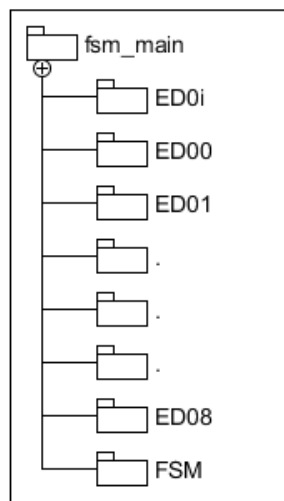 fsm_main
ED0i
ED00
ED01
.
.
.
ED08
FSM